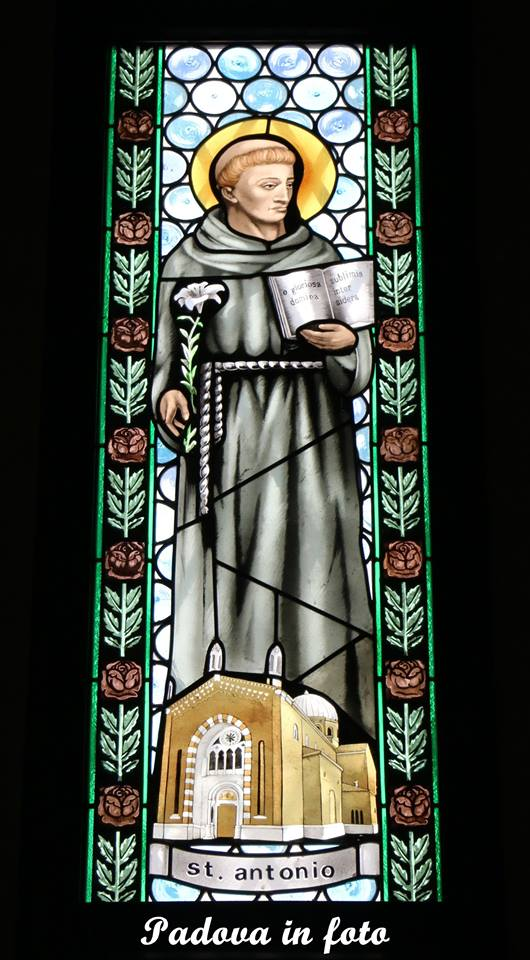 o gloriosa
domina
sublimis
inter
sidera
st. antonio
Padova in foto